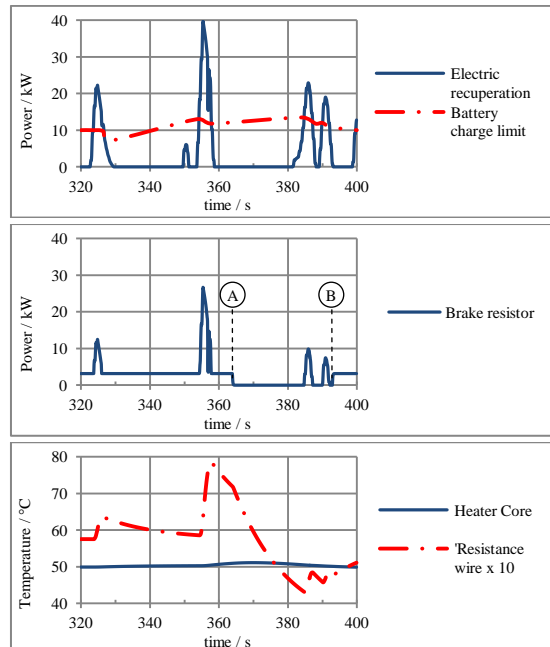 40
30
20
10
0
320 340 360 380 400
Power / kW
time / s
Electric
recuperation
Battery
charge limit
40
30
20
10
0
320 340 360 380 400
Power / kW
time / s
A
B
Brake resistor
80
70
60
50
40
320 340 360 380 400
Temperature / °C
time / s
Heater Core
'Resistance
wire x 10